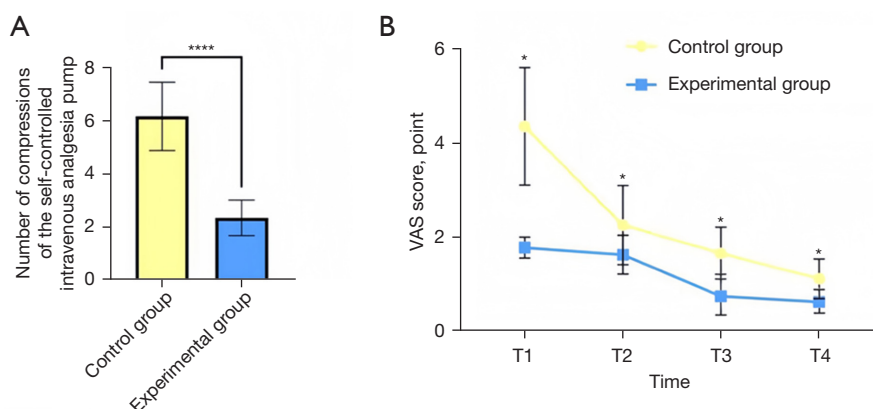 A
Number of compressions
of the self-controlled
intravenous analgesia pump
8
6
4
2
0
****
Control group
Experimental group
B
VAS score, point
6
4
2
0
Control group
Experimental group
*
*
*
*
T1
T2
T3
T4
Time